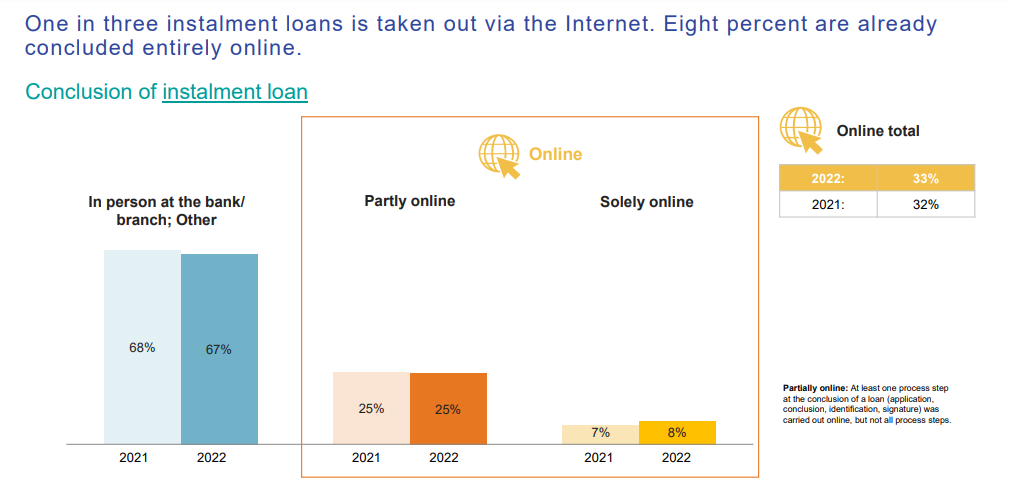 One in three instalment loans is taken out via the Internet. Eight percent are already
concluded entirely online.
Conclusion of instalment loan
Online
Online total
2022: 33%
2021: 32%
In person at the bank/
branch; Other
Partly online
Solely online
68%
67%
25%
25%
7%
8%
2021
2022
2021
2022
2021
2022
Partially online: At least one process step
at the conclusion of a loan (application,
conclusion, identification, signature) was
carried out online, but not all process steps.